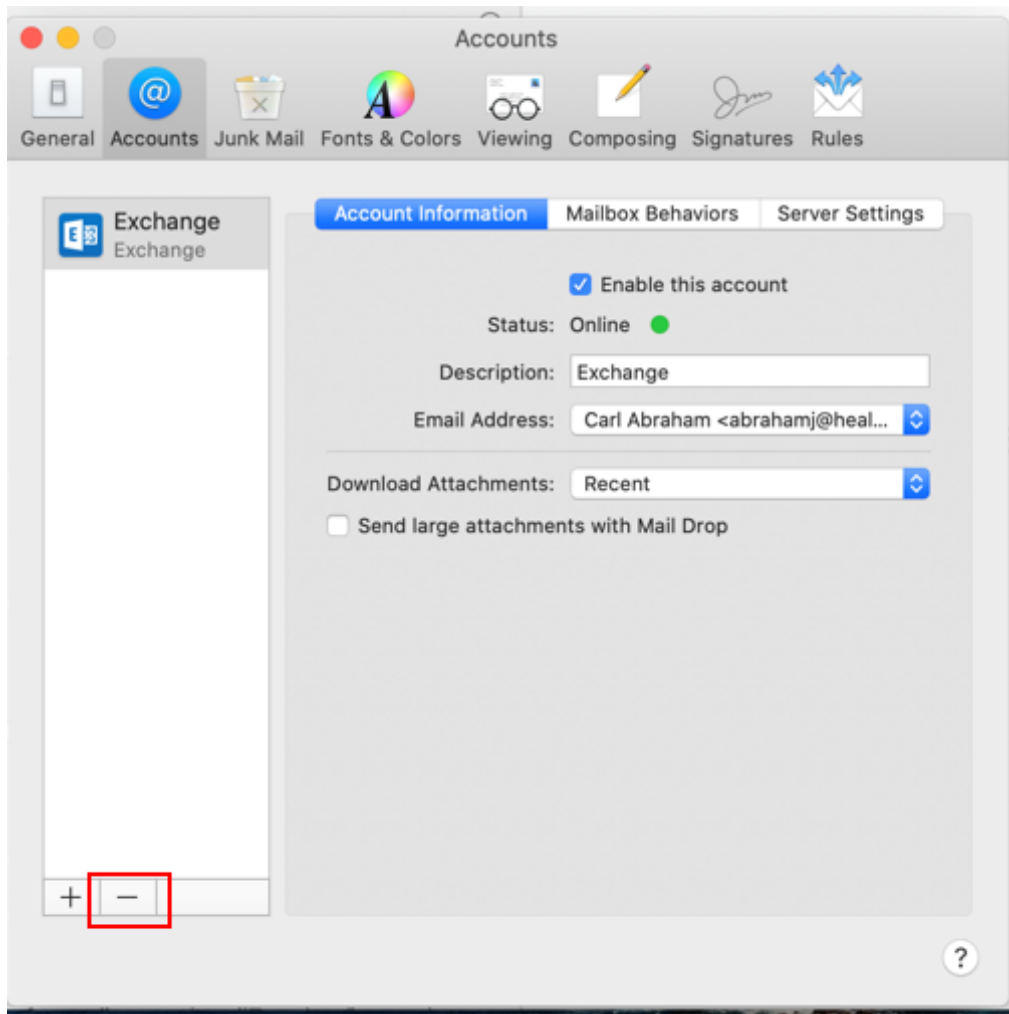 Accounts
General Accounts Junk Mail Fonts & Colors Viewing Composing Signatures Rules
Exchange
Exchange
Account Information Mailbox Behaviors Server Settings
Enable this account
Status: Online
Description: Exchange
Email Address: Carl Abraham <abrahamj@heal...
Download Attachments: Recent
Send large attachments with Mail Drop
+ −
?